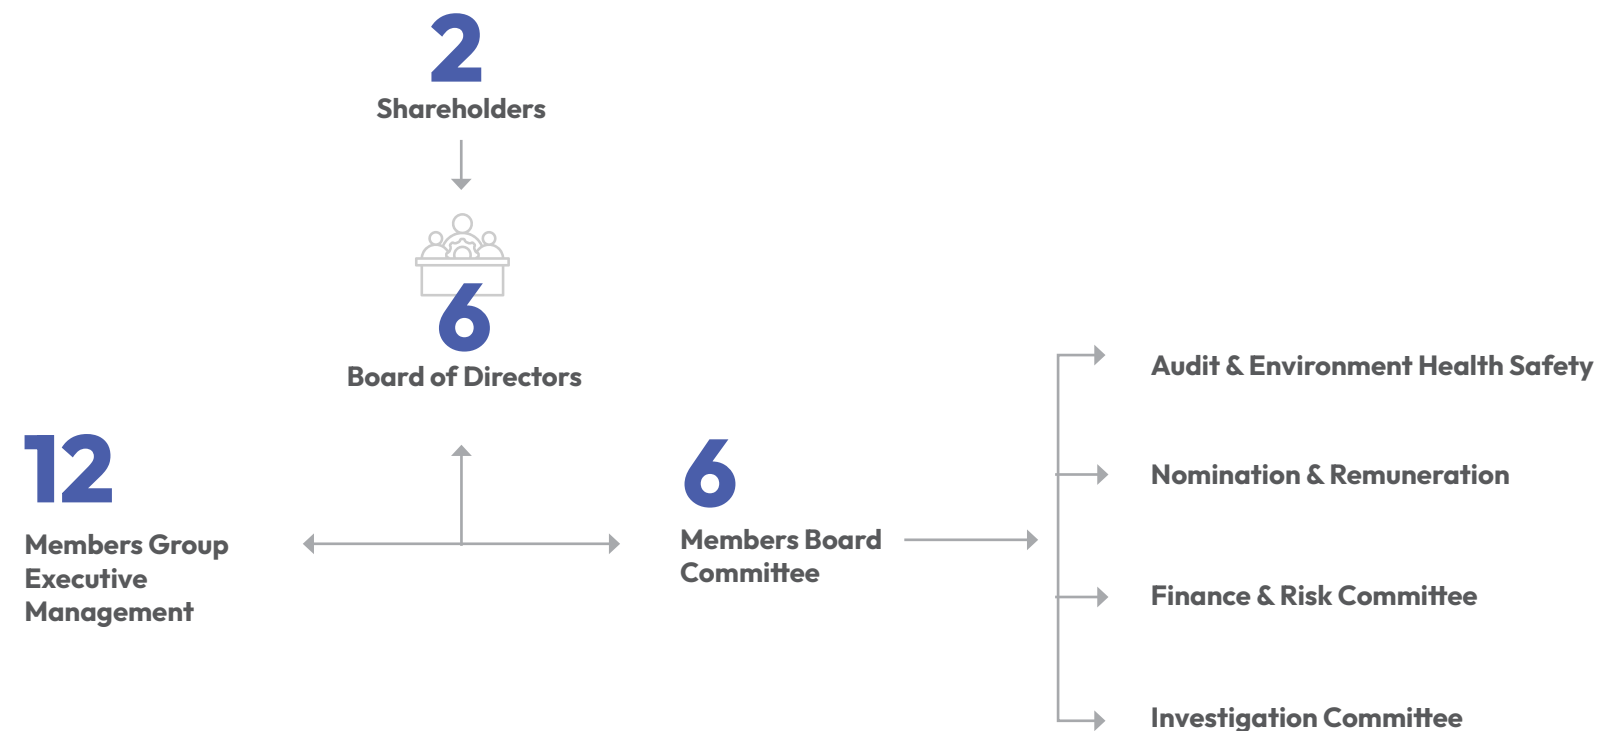 2
Shareholders
6
Board of Directors
12
Members Group
Executive
Management
6
Members Board
Committee
Audit & Environment Health Safety
Nomination & Remuneration
Finance & Risk Committee
Investigation Committee